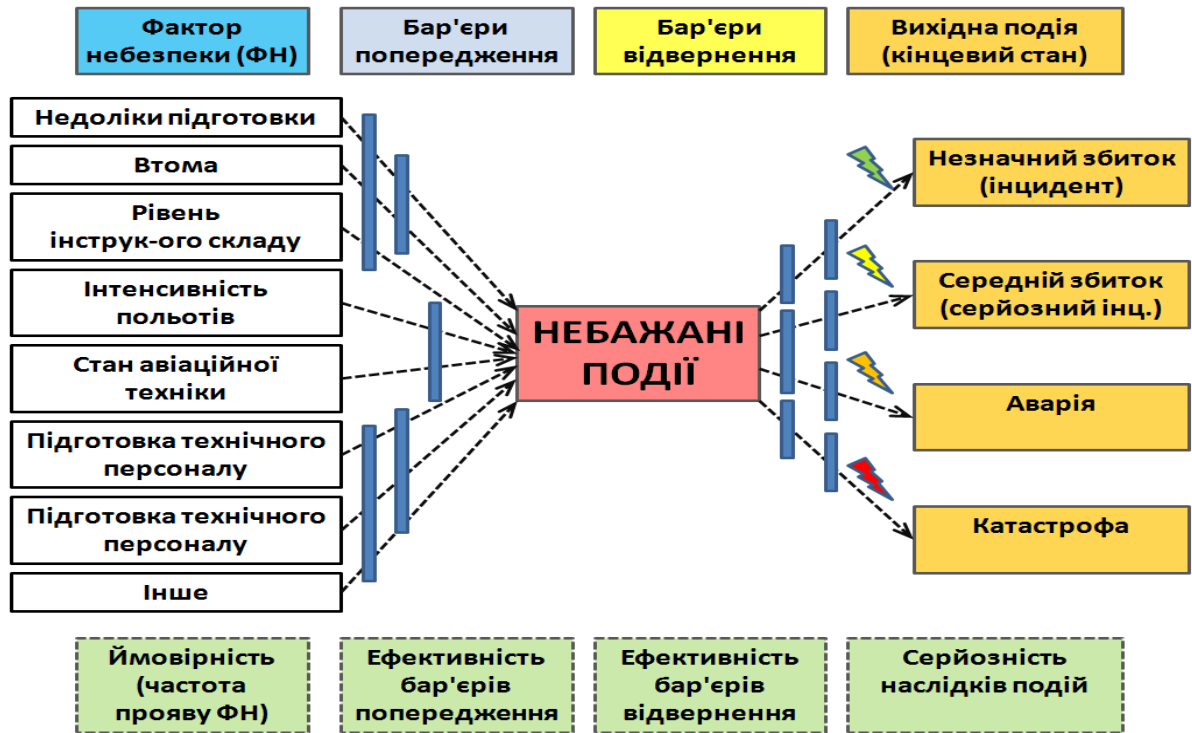 Фактор
небезпеки (ФН)
Бар'єри
попередження
Бар'єри
відвернення
Вихідна подія
(кінцевий стан)
Недоліки підготовки
Втома
Рівень
інструк-ого складу
Інтенсивність
польотів
Стан авіаційної
техніки
Підготовка технічного
персоналу
Підготовка технічного
персоналу
Інше
НЕБАЖАНІ
ПОДІЇ
Незначний збиток
(інцидент)
Середній збиток
(серйозний інц.)
Аварія
Катастрофа
Ймовірність
(частота
прояву ФН)
Ефективність
бар'єрів
попередження
Ефективність
бар'єрів
відвернення
Серйозність
наслідків подій